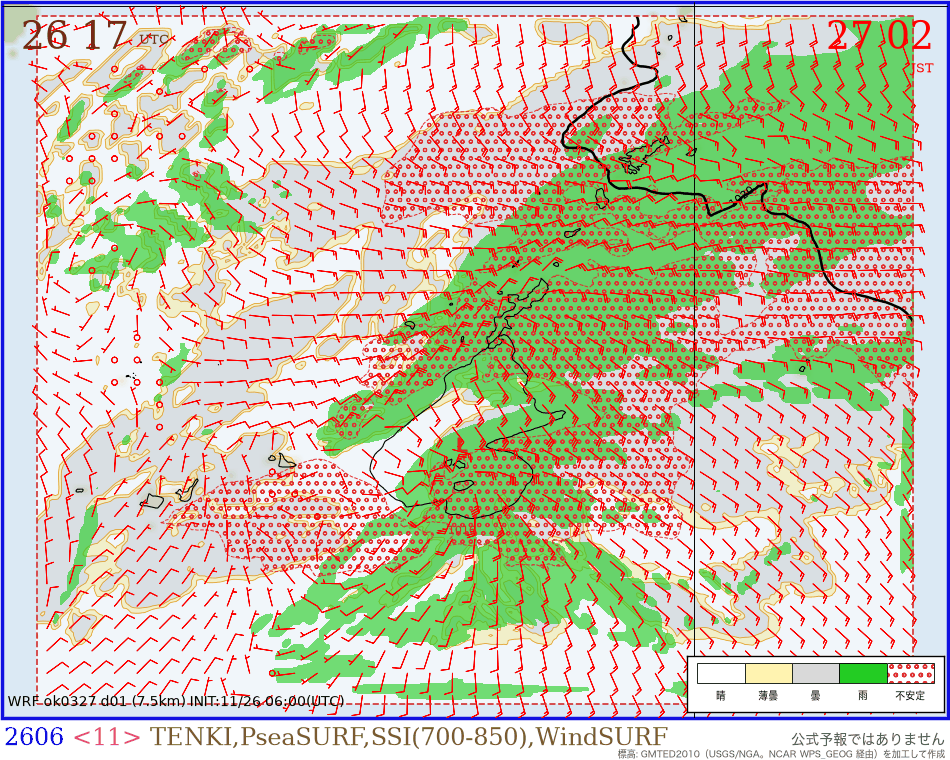 26 17 UTC
27 02
JST
1015
WRF ok0327 d01 (7.5km) INIT:11/26 06:00(UTC)
晴 薄曇 曇 雨 不安定
2606 <11> TENKI,PseaSURF,SSI(700-850),WindSURF
公式予報ではありません
標高: GMTED2010（USGS/NGA。NCAR WPS_GEOG 経由）を加工して作成